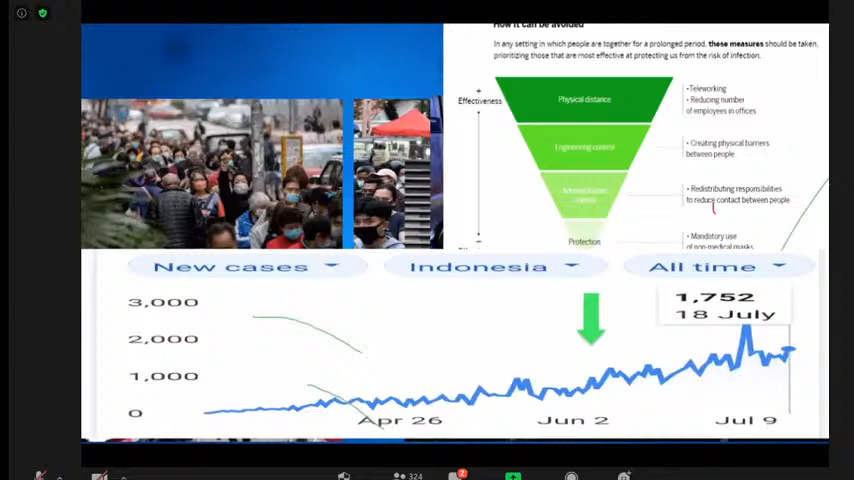 How it can be avoided
In any setting in which people are together for a prolonged period, these measures should be taken,
prioritizing those that are most effective at protecting us from the risk of infection.
+
Effectiveness
Physical distance
•Teleworking
• Reducing number
of employees in offices
Engineering control
• Creating physical barriers
between people
Administrative
control
• Redistributing responsibilities
to reduce contact between people
−
Protection
• Mandatory use
of non-medical masks
New cases
Indonesia
All time
1,752
18 July
3,000
2,000
1,000
0
Apr 26
Jun 2
Jul 9
324
2